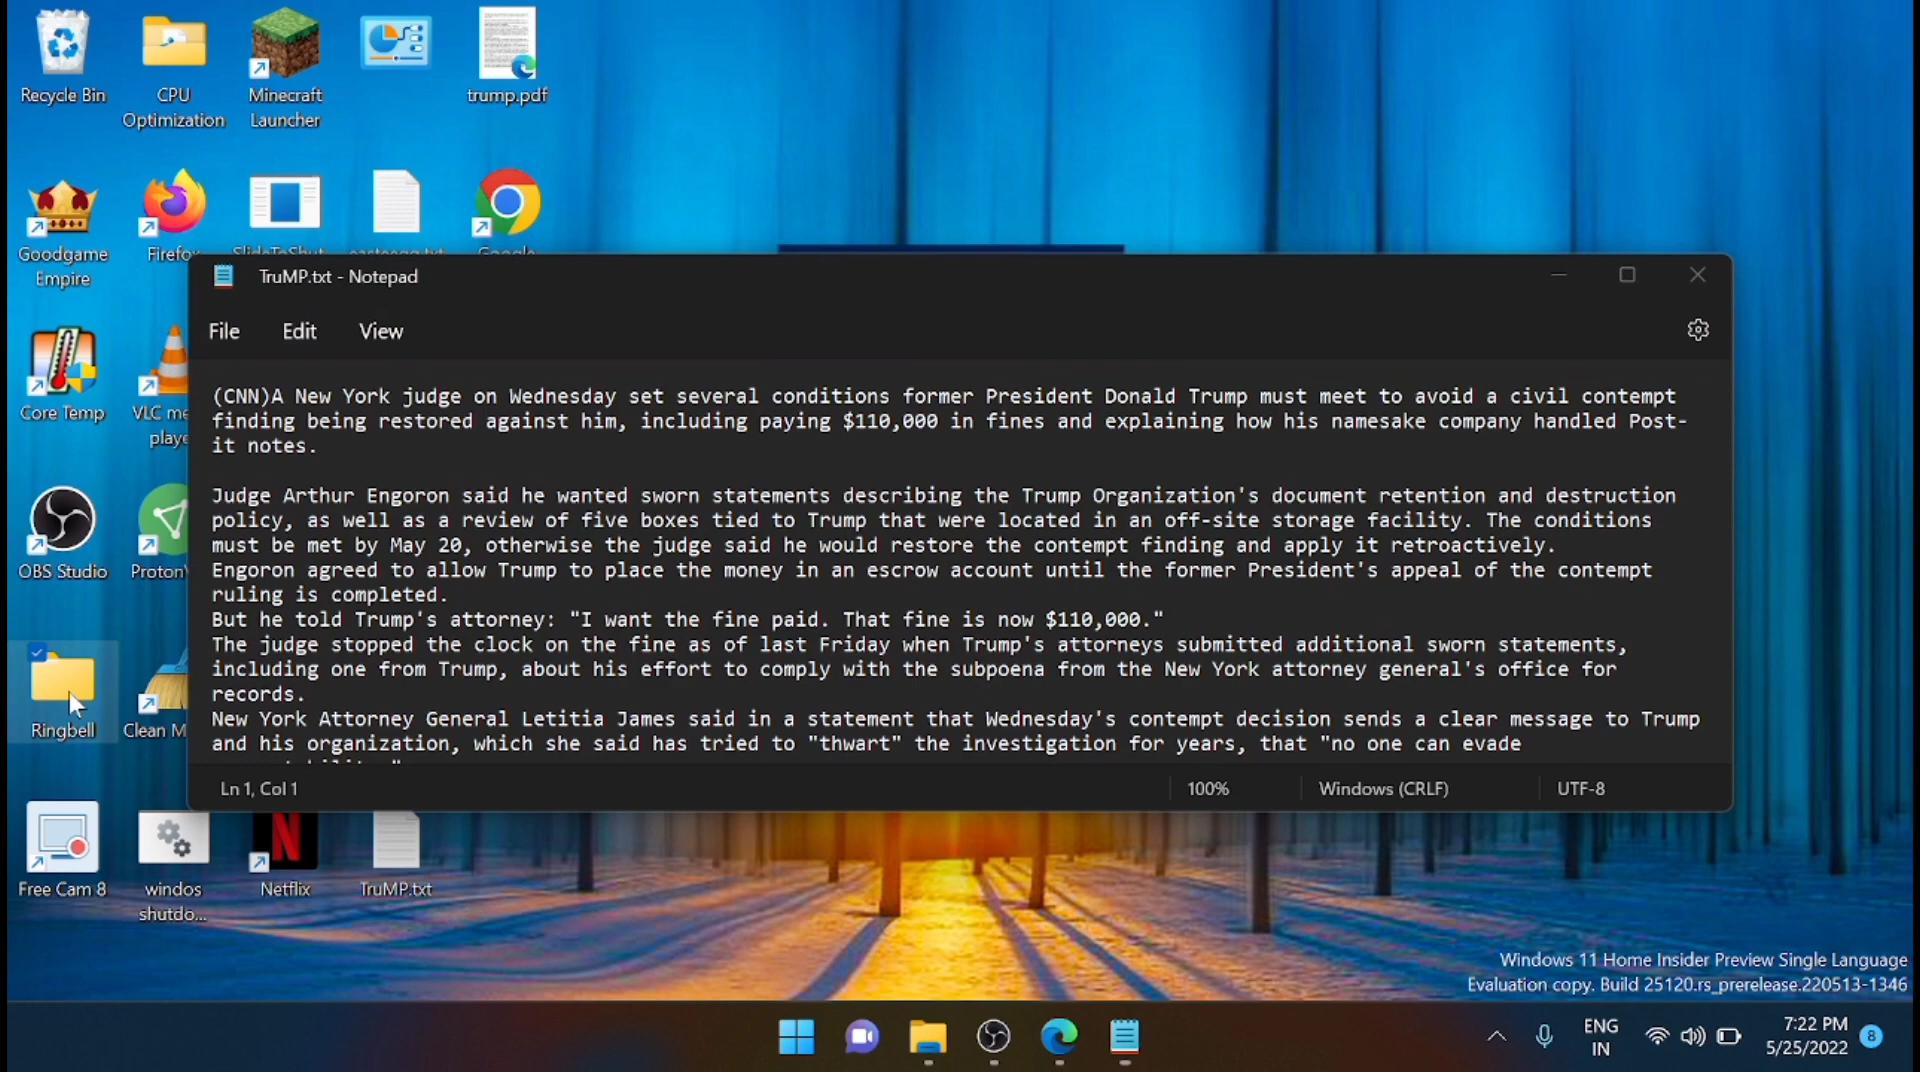 Recycle Bin
CPU
Optimization
Minecraft
Launcher
trump.pdf
Goodgame
Empire
Firefox
Google
TruMP.txt - Notepad
File Edit View
Core Temp
VLC me
playe
(CNN)A New York judge on Wednesday set several conditions former President Donald Trump must meet to avoid a civil contempt
finding being restored against him, including paying $110,000 in fines and explaining how his namesake company handled Post-
it notes.
Judge Arthur Engoron said he wanted sworn statements describing the Trump Organization's document retention and destruction
policy, as well as a review of five boxes tied to Trump that were located in an off-site storage facility. The conditions
must be met by May 20, otherwise the judge said he would restore the contempt finding and apply it retroactively.
Engoron agreed to allow Trump to place the money in an escrow account until the former President's appeal of the contempt
ruling is completed.
But he told Trump's attorney: "I want the fine paid. That fine is now $110,000."
The judge stopped the clock on the fine as of last Friday when Trump's attorneys submitted additional sworn statements,
including one from Trump, about his effort to comply with the subpoena from the New York attorney general's office for
records.
New York Attorney General Letitia James said in a statement that Wednesday's contempt decision sends a clear message to Trump
and his organization, which she said has tried to "thwart" the investigation for years, that "no one can evade
OBS Studio
ProtonV
Ringbell
Clean M
Ln 1, Col 1 100% Windows (CRLF) UTF-8
Free Cam 8
windos
shutdo...
Netflix
TruMP.txt
Windows 11 Home Insider Preview Single Language
Evaluation copy. Build 25120.rs_prerelease.220513-1346
ENG
IN
7:22 PM
5/25/2022
8